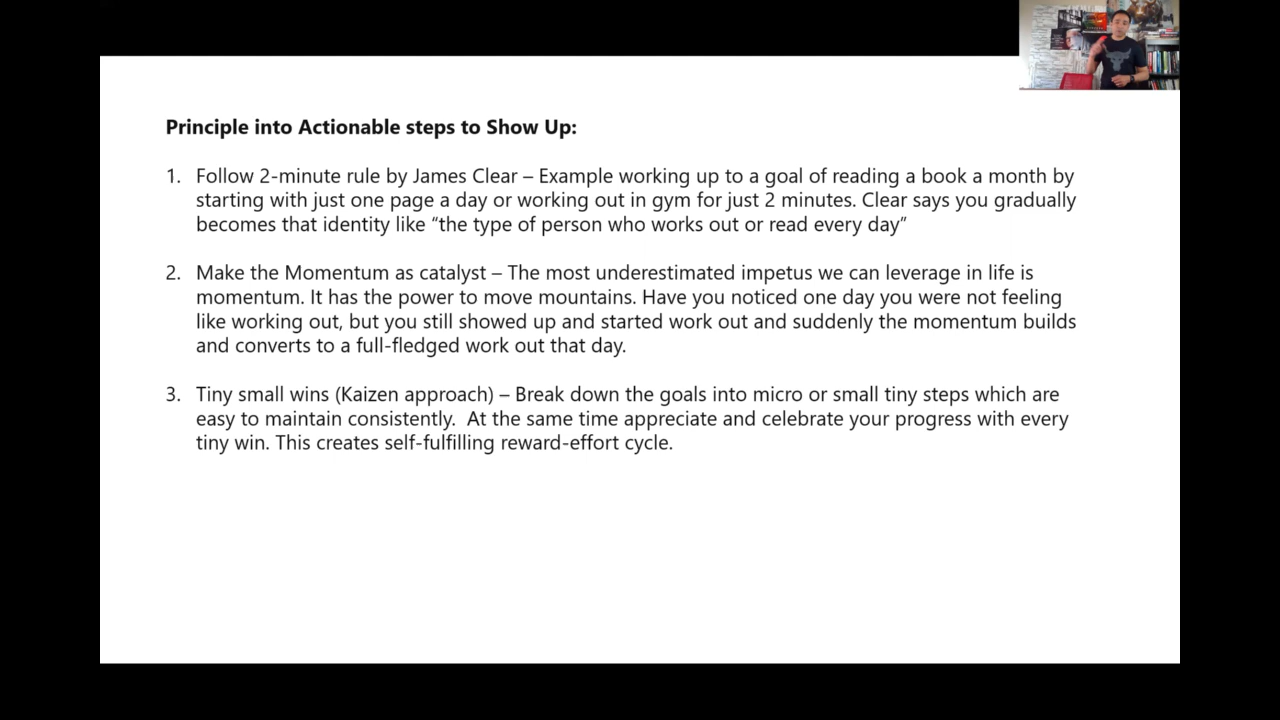 Principle into Actionable steps to Show Up:
1. Follow 2-minute rule by James Clear – Example working up to a goal of reading a book a month by
starting with just one page a day or working out in gym for just 2 minutes. Clear says you gradually
becomes that identity like “the type of person who works out or read every day”
2. Make the Momentum as catalyst – The most underestimated impetus we can leverage in life is
momentum. It has the power to move mountains. Have you noticed one day you were not feeling
like working out, but you still showed up and started work out and suddenly the momentum builds
and converts to a full-fledged work out that day.
3. Tiny small wins (Kaizen approach) – Break down the goals into micro or small tiny steps which are
easy to maintain consistently.  At the same time appreciate and celebrate your progress with every
tiny win. This creates self-fulfilling reward-effort cycle.